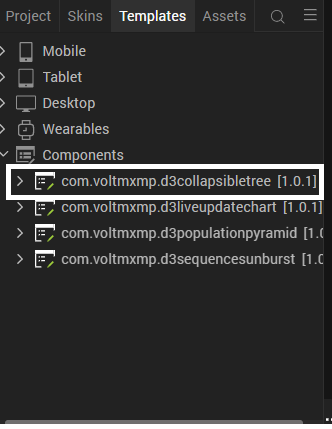 Project Skins Templates Assets
Mobile
Tablet
Desktop
Wearables
Components
com.voltmxmp.d3collapsibletree [1.0.1]
com.voltmxmp.d3liveupdatechart [1.0.1]
com.voltmxmp.d3populationpyramid [1.0
com.voltmxmp.d3sequencesunburst [1.0